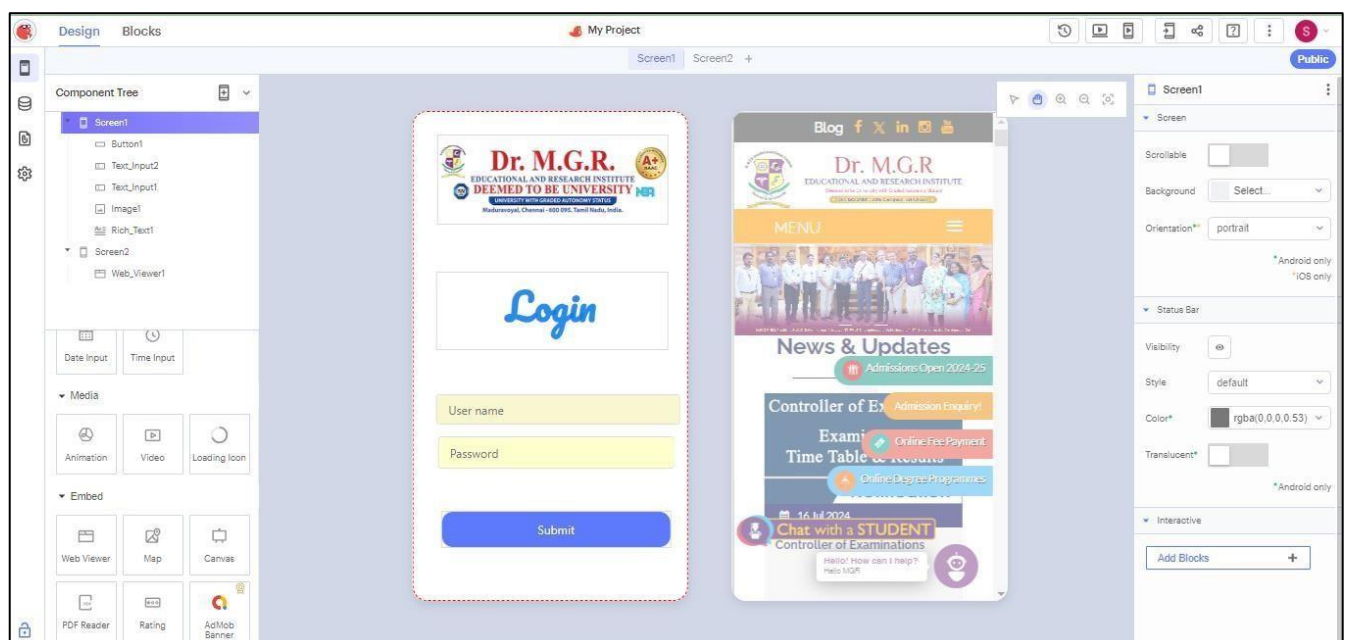 Design Blocks
My Project
S
Screen1 Screen2 +
Public
Component Tree
Screen1
Button1
Text_Input2
Text_Input1
Image1
Rich_Text1
Screen2
Web_Viewer1
Date Input Time Input
Media
Animation Video Loading Icon
Embed
Web Viewer Map Canvas
PDF Reader Rating AdMob Banner
Dr. M.G.R.
EDUCATIONAL AND RESEARCH INSTITUTE
DEEMED TO BE UNIVERSITY
UNIVERSITY WITH GRADED AUTONOMY STATUS
Maduravoyal, Chennai - 600 095. Tamil Nadu, India.
A+
NAAC
Login
User name
Password
Submit
Blog
Dr. M.G.R
EDUCATIONAL AND RESEARCH INSTITUTE
MENU
News & Updates
Admissions Open 2024-25
Controller of
Admission Enquiry!
Online Fee Payment
Time Table
Online Degree Programmes
16 Jul 2024
Chat with a STUDENT
Controller of Examinations
Hello! How can I help?
Hello MGR
Screen1
Screen
Scrollable
Background Select...
Orientation** portrait
*Android only
*iOS only
Status Bar
Visibility
Style default
Color* rgba(0,0,0,0.53)
Translucent*
*Android only
Interactive
Add Blocks +